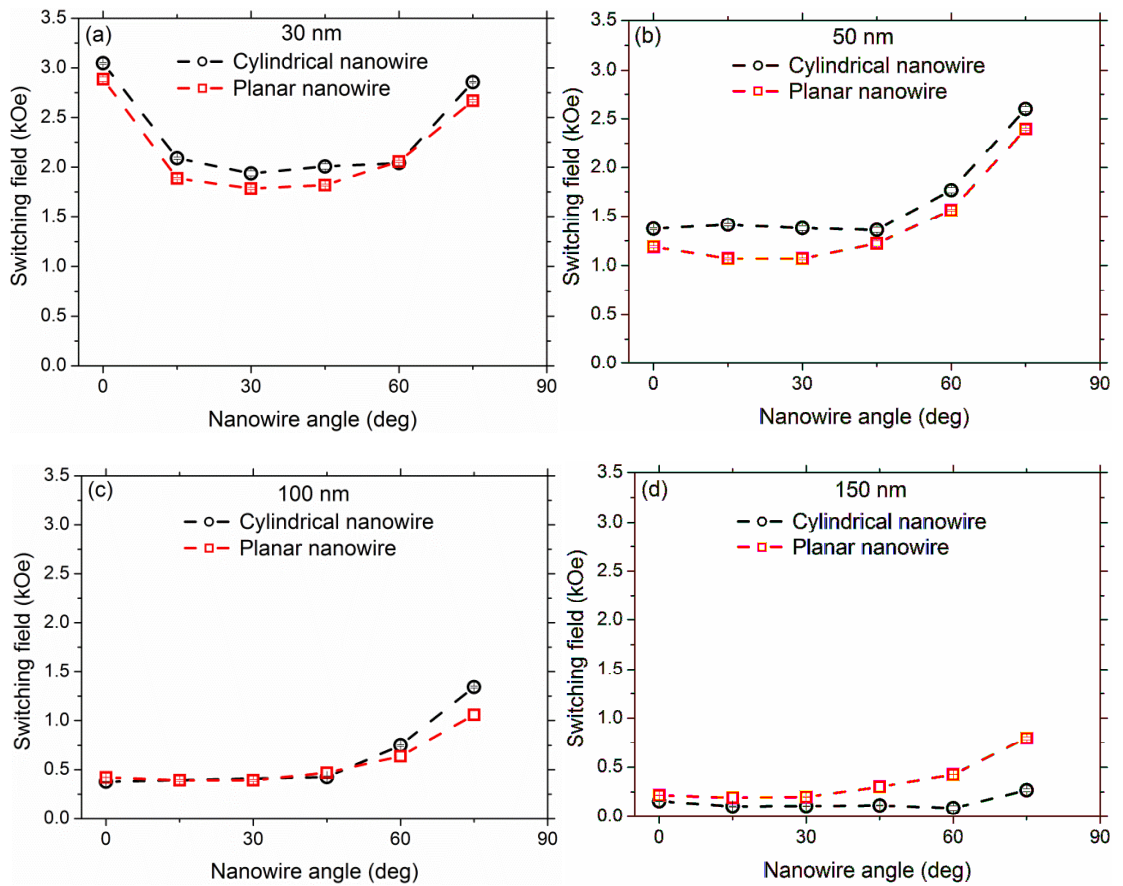 (a)
30 nm
Cylindrical nanowire
Planar nanowire
Switching field (kOe)
3.5
3.0
2.5
2.0
1.5
1.0
0.5
0.0
0 30 60 90
Nanowire angle (deg)
(b)
50 nm
Cylindrical nanowire
Planar nanowire
Switching field (kOe)
3.5
3.0
2.5
2.0
1.5
1.0
0.5
0.0
0 30 60 90
Nanowire angle (deg)
(c)
100 nm
Cylindrical nanowire
Planar nanowire
Switching field (kOe)
3.5
3.0
2.5
2.0
1.5
1.0
0.5
0.0
0 30 60 90
Nanowire angle (deg)
(d)
150 nm
Cylindrical nanowire
Planar nanowire
Switching field (kOe)
3.5
3.0
2.5
2.0
1.5
1.0
0.5
0.0
0 30 60 90
Nanowire angle (deg)